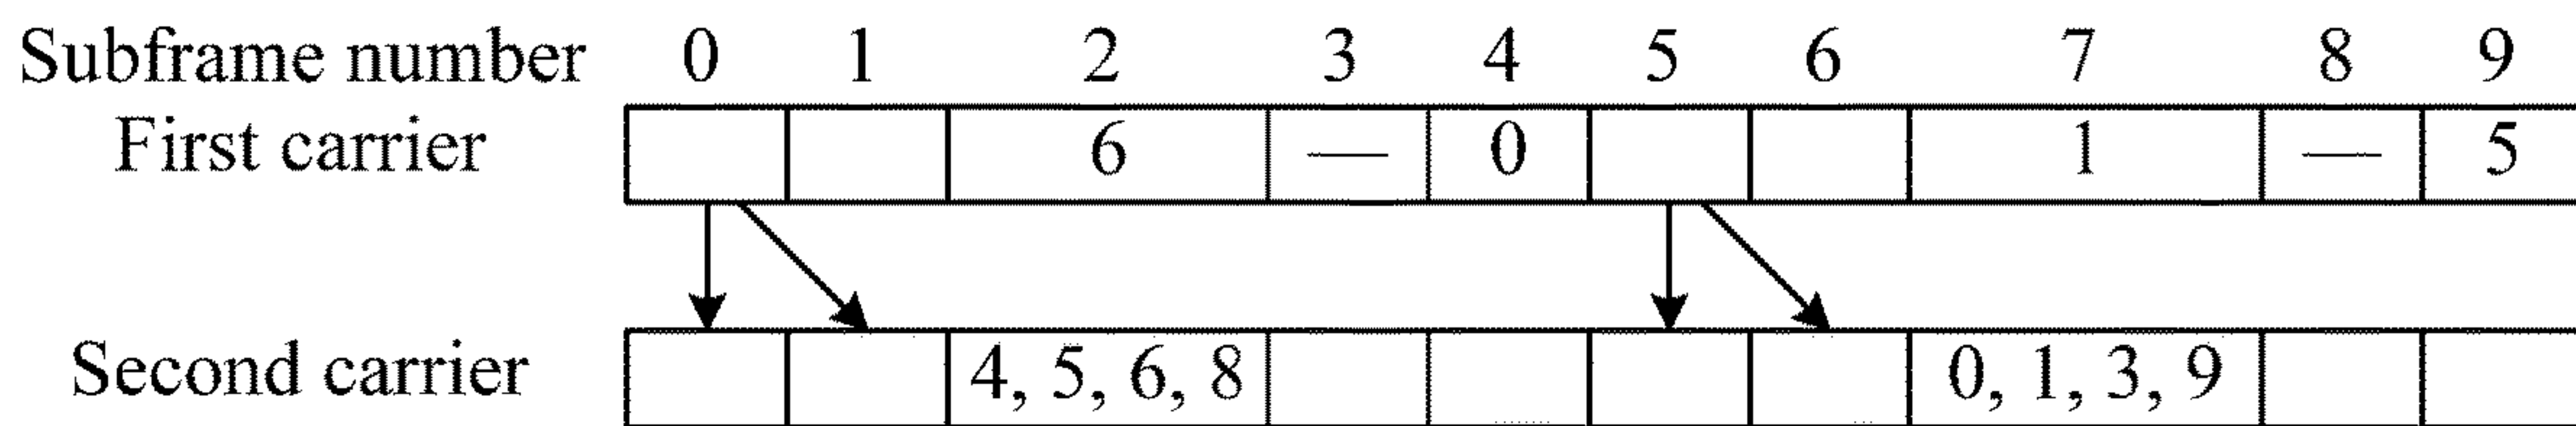 Subframe number 0 1 2 3 4 5 6 7 8 9
First carrier 6 — 0 1 — 5
Second carrier 4, 5, 6, 8 0, 1, 3, 9